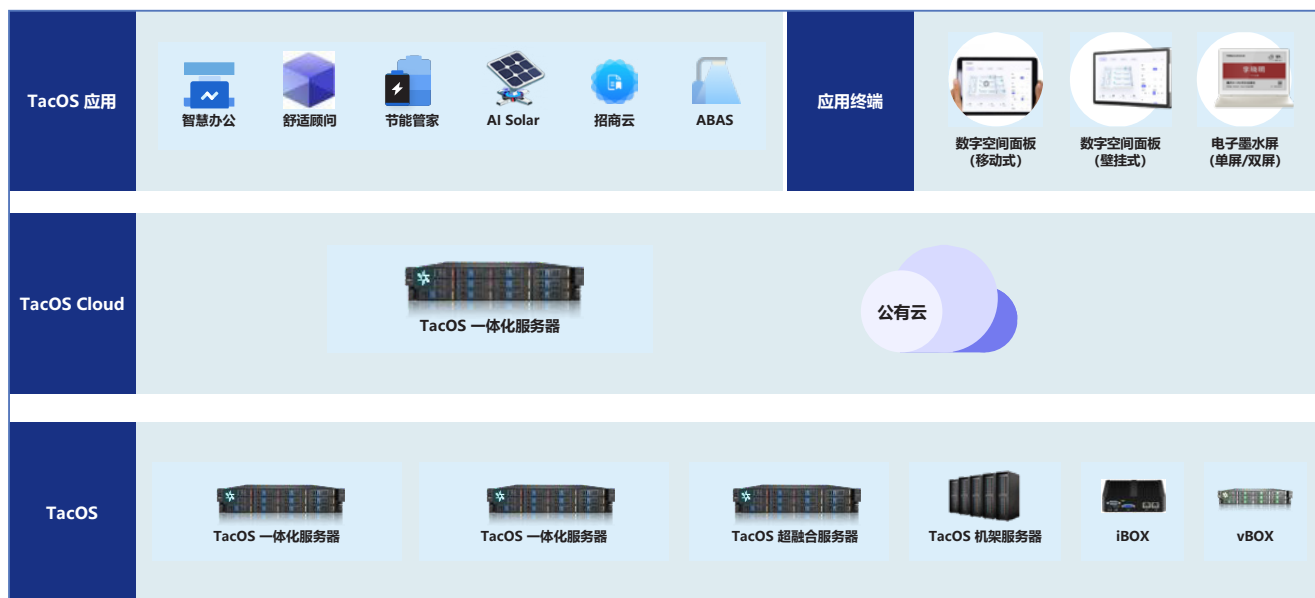 TacOS 应用
智慧办公
舒适顾问
节能管家
AI Solar
招商云
ABAS
应用终端
数字空间面板
(移动式)
数字空间面板
(壁挂式)
电子墨水屏
(单屏/双屏)
TacOS Cloud
TacOS 一体化服务器
公有云
TacOS
TacOS 一体化服务器
TacOS 一体化服务器
TacOS 超融合服务器
TacOS 机架服务器
iBOX
vBOX